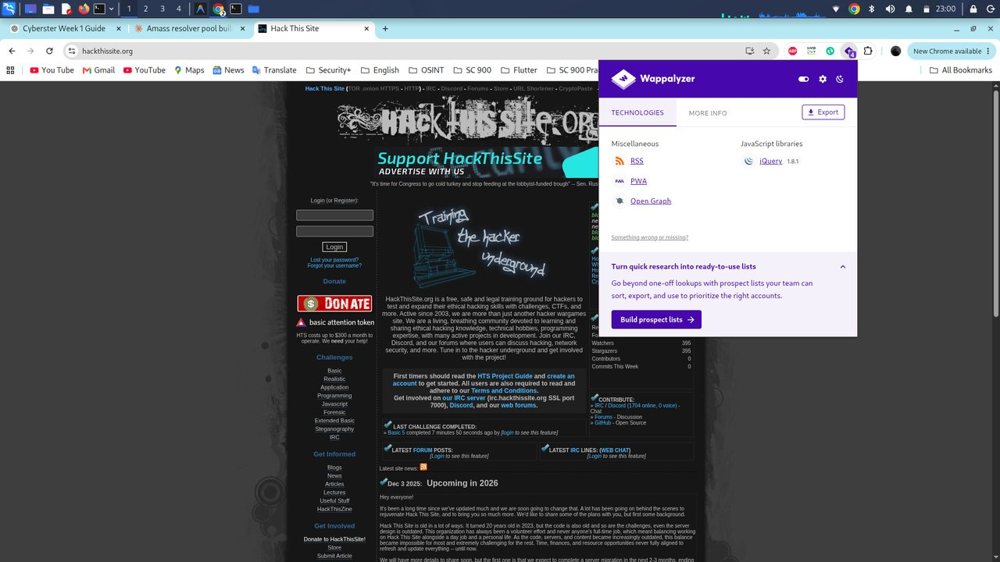 1 2 3 4 2 23:00
Cyberster Week 1 Guide
Amass resolver pool buil
Hack This Site
hackthissite.org
New Chrome available
ABP
4
You Tube
Gmail
YouTube
Maps
News
Translate
Security+
English
OSINT
SC 900
Flutter
SC 900 Pra
All Bookmarks
Hack This Site (TOR .onion HTTPS - HTTP) - IRC - Discord - Forums - Store - URL Shortener - CryptoPaste -
HACK THIS SITE.ORG
Support HackThisSite
ADVERTISE WITH US
"It's time for Congress to go cold turkey and stop feeding at the lobbyist-funded trough" -- Sen. Rus
Wappalyzer
TECHNOLOGIES
MORE INFO
Export
Miscellaneous
RSS
PWA
PWA
Open Graph
JavaScript libraries
jQuery 1.8.1
Something wrong or missing?
Turn quick research into ready-to-use lists
Go beyond one-off lookups with prospect lists your team can
sort, export, and use to prioritize the right accounts.
Build prospect lists
Login (or Register):
Login
Lost your password?
Forgot your username?
Donate
DONATE
basic attention token
HTS costs up to $300 a month to
operate. We need your help!
Challenges
Basic
Realistic
Application
Programming
Javascript
Forensic
Extended Basic
Steganography
IRC
Get Informed
Blogs
News
Articles
Lectures
Useful Stuff
HackThisZine
Get Involved
Donate to HackThisSite!
Store
Submit Article
Training
the hacker
underground
HackThisSite.org is a free, safe and legal training ground for hackers to
test and expand their ethical hacking skills with challenges, CTFs, and
more. Active since 2003, we are more than just another hacker wargames
site. We are a living, breathing community devoted to learning and
sharing ethical hacking knowledge, technical hobbies, programming
expertise, with many active projects in development. Join our IRC,
Discord, and our forums where users can discuss hacking, network
security, and more. Tune in to the hacker underground and get involved
with the project!
First timers should read the HTS Project Guide and create an
account to get started. All users are also required to read and
adhere to our Terms and Conditions.
Get involved on our IRC server (irc.hackthissite.org SSL port
7000), Discord, and our web forums.
LAST CHALLENGE COMPLETED:
» Basic 5 completed 7 minutes 50 seconds ago by [login to see this feature]
Watchers 395
Stargazers 395
Contributors 0
Commits This Week 0
CONTRIBUTE:
» IRC / Discord (1704 online, 0 voice) -
Chat
» Forums - Discussion
» GitHub - Open Source
LATEST FORUM POSTS:
[Login to see this feature]
LATEST IRC LINES: (WEB CHAT)
[Login to see this feature]
Latest site news:
Dec 3 2025: Upcoming in 2026
Hey everyone!
It's been a long time since we've updated much and we are soon going to change that. A lot has been going on behind the scenes to
rejuvenate Hack This Site, and to bring you so much more. We'd like to share some of the plans with you, but first some background.
Hack This Site is old in a lot of ways. It turned 20 years old in 2023, but the code is also old and so are the challenges, even the server
design is outdated. This organization has always been a volunteer effort and never anyone's full-time job, which meant balancing working
on Hack This Site alongside a day job and a personal life. As the code, servers, and content became increasingly outdated, this balance
became impossible for most and extremely challenging for the rest. Time, finances, and resource opportunities never fully aligned to
refresh and update everything -- until now.
We will have more details to share soon, but the first one is that we expect to complete a server migration in the next 2-3 months, ending